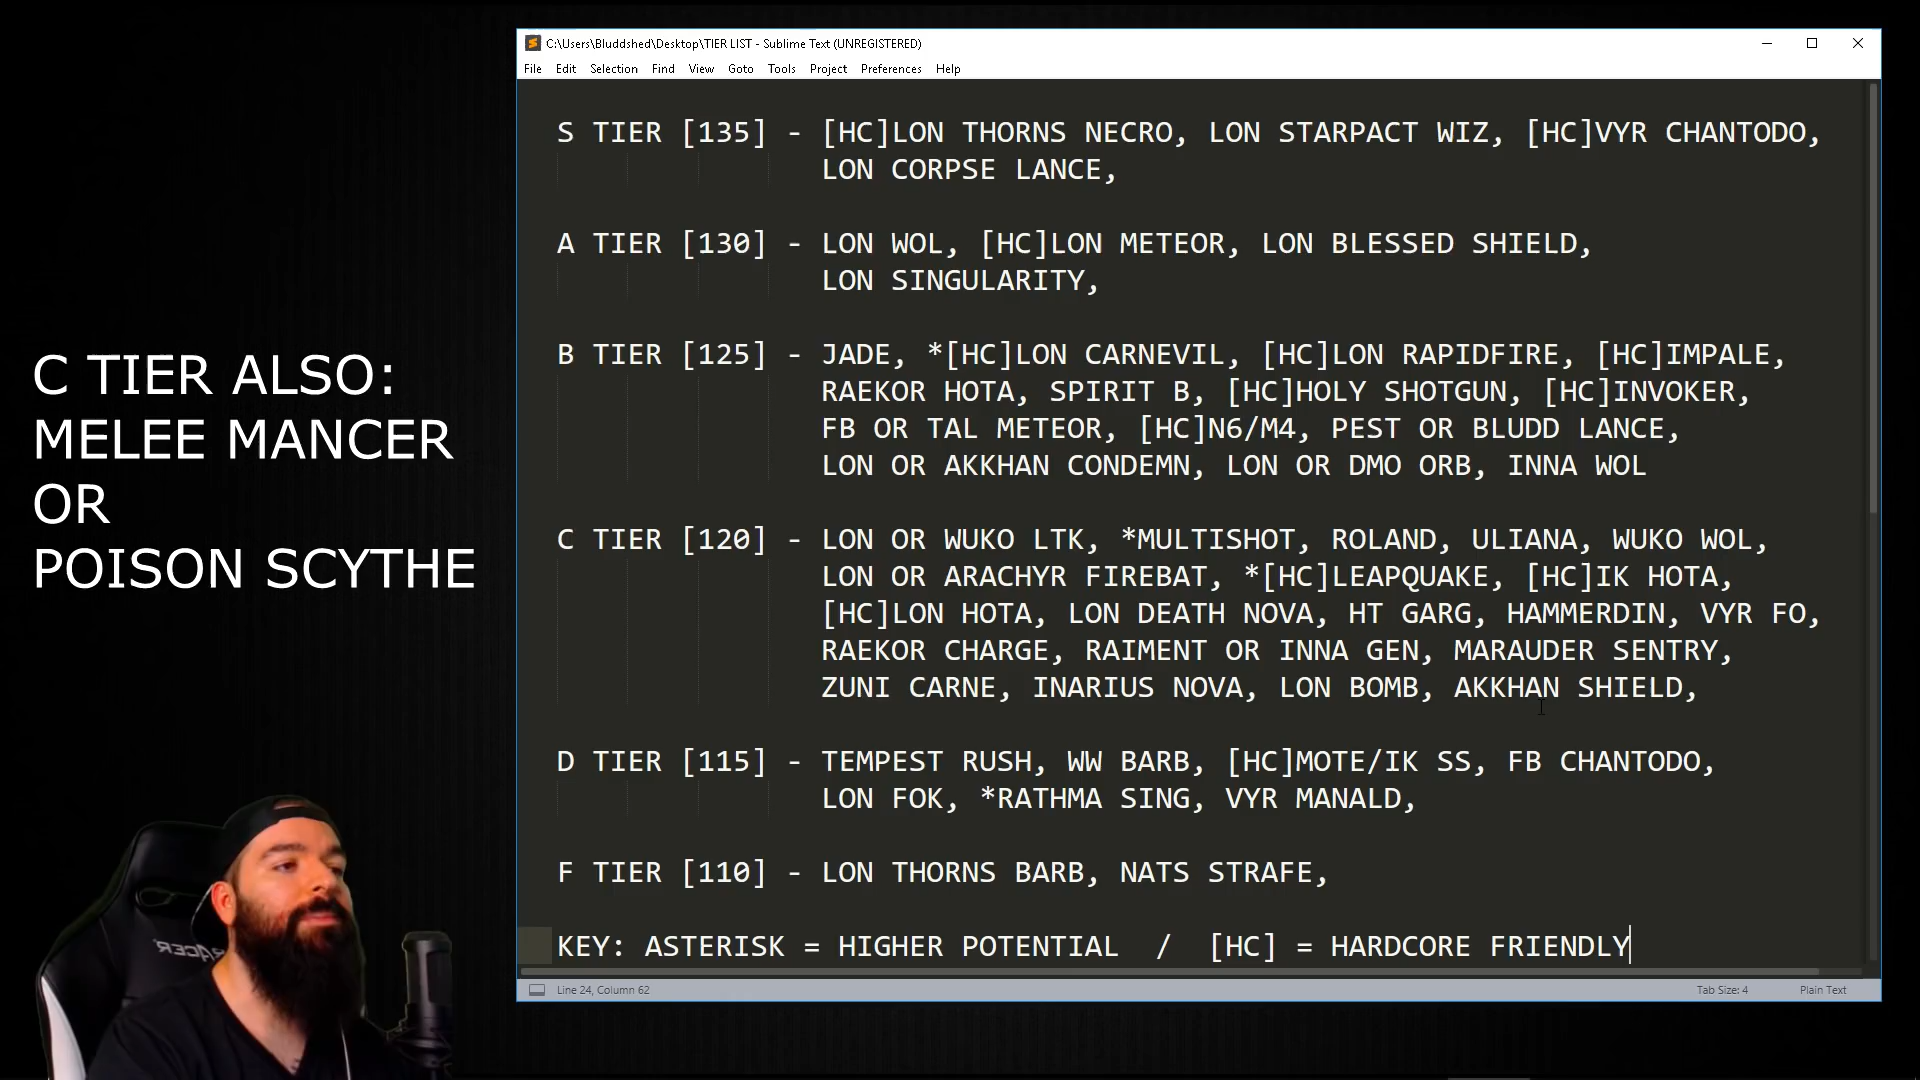 C TIER ALSO:
MELEE MANCER
OR
POISON SCYTHE
C:\Users\Bluddshed\Desktop\TIER LIST - Sublime Text (UNREGISTERED)
File Edit Selection Find View Goto Tools Project Preferences Help
S TIER [135] - [HC]LON THORNS NECRO, LON STARPACT WIZ, [HC]VYR CHANTODO,
LON CORPSE LANCE,
A TIER [130] - LON WOL, [HC]LON METEOR, LON BLESSED SHIELD,
LON SINGULARITY,
B TIER [125] - JADE, *[HC]LON CARNEVIL, [HC]LON RAPIDFIRE, [HC]IMPALE,
RAEKOR HOTA, SPIRIT B, [HC]HOLY SHOTGUN, [HC]INVOKER,
FB OR TAL METEOR, [HC]N6/M4, PEST OR BLUDD LANCE,
LON OR AKKHAN CONDEMN, LON OR DMO ORB, INNA WOL
C TIER [120] - LON OR WUKO LTK, *MULTISHOT, ROLAND, ULIANA, WUKO WOL,
LON OR ARACHYR FIREBAT, *[HC]LEAPQUAKE, [HC]IK HOTA,
[HC]LON HOTA, LON DEATH NOVA, HT GARG, HAMMERDIN, VYR FO,
RAEKOR CHARGE, RAIMENT OR INNA GEN, MARAUDER SENTRY,
ZUNI CARNE, INARIUS NOVA, LON BOMB, AKKHAN SHIELD,
D TIER [115] - TEMPEST RUSH, WW BARB, [HC]MOTE/IK SS, FB CHANTODO,
LON FOK, *RATHMA SING, VYR MANALD,
F TIER [110] - LON THORNS BARB, NATS STRAFE,
KEY: ASTERISK = HIGHER POTENTIAL / [HC] = HARDCORE FRIENDLY
Line 24, Column 62 Tab Size: 4 Plain Text